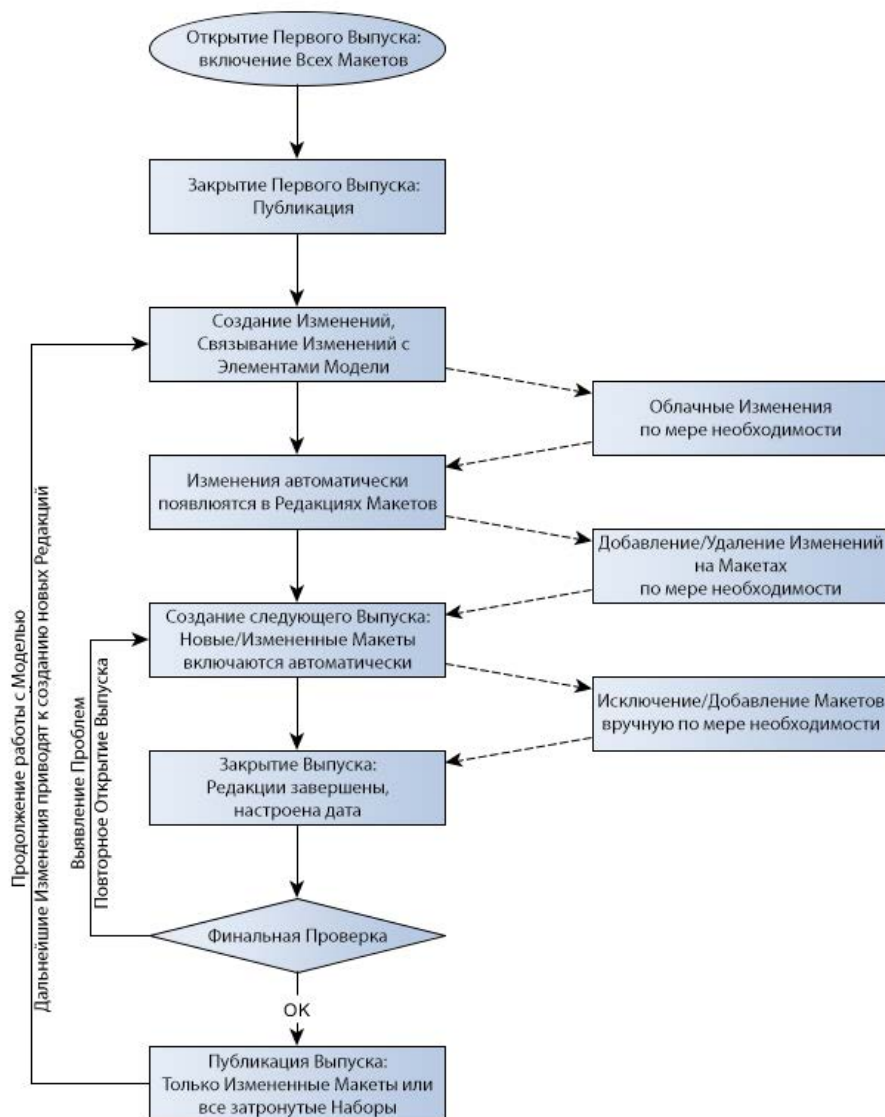 Открытие Первого Выпуска:
включение Всех Макетов
Закрытие Первого Выпуска:
Публикация
Создание Изменений,
Связывание Изменений с
Элементами Модели
Облачные Изменения
по мере необходимости
Изменения автоматически
появлюятся в Редакциях Макетов
Добавление/Удаление Изменений
на Макетах
по мере необходимости
Создание следующего Выпуска:
Новые/Измененные Макеты
включаются автоматически
Исключение/Добавление Макетов
вручную по мере необходимости
Закрытие Выпуска:
Редакции завершены,
настроена дата
Финальная Проверка
OK
Публикация Выпуска:
Только Измененные Макеты или
все затронутые Наборы
Продолжение работы с Моделью
Дальнейшие Изменения приводят к созданию новых Редакций
Выявление Проблем
Повторное Открытие Выпуска